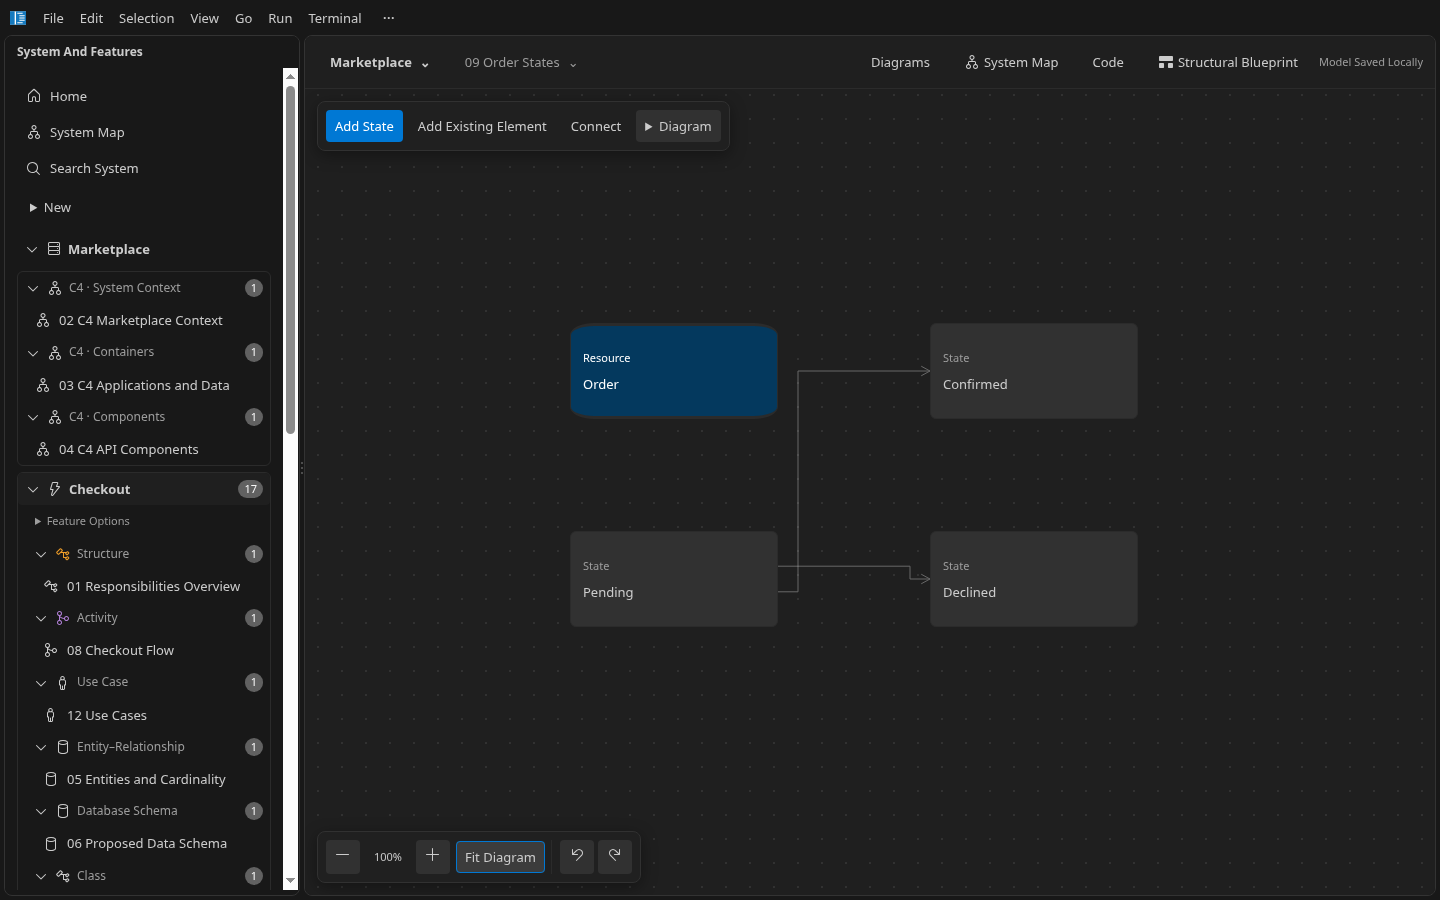 File Edit Selection View Go Run Terminal ···
System And Features
Home
System Map
Search System
New
Marketplace
C4 · System Context 1
02 C4 Marketplace Context
C4 · Containers 1
03 C4 Applications and Data
C4 · Components 1
04 C4 API Components
Checkout 17
Feature Options
Structure 1
01 Responsibilities Overview
Activity 1
08 Checkout Flow
Use Case 1
12 Use Cases
Entity–Relationship 1
05 Entities and Cardinality
Database Schema 1
06 Proposed Data Schema
Class 1
Marketplace 09 Order States Diagrams System Map Code Structural Blueprint Model Saved Locally
Add State Add Existing Element Connect Diagram
Resource
Order
State
Confirmed
State
Pending
State
Declined
100% Fit Diagram